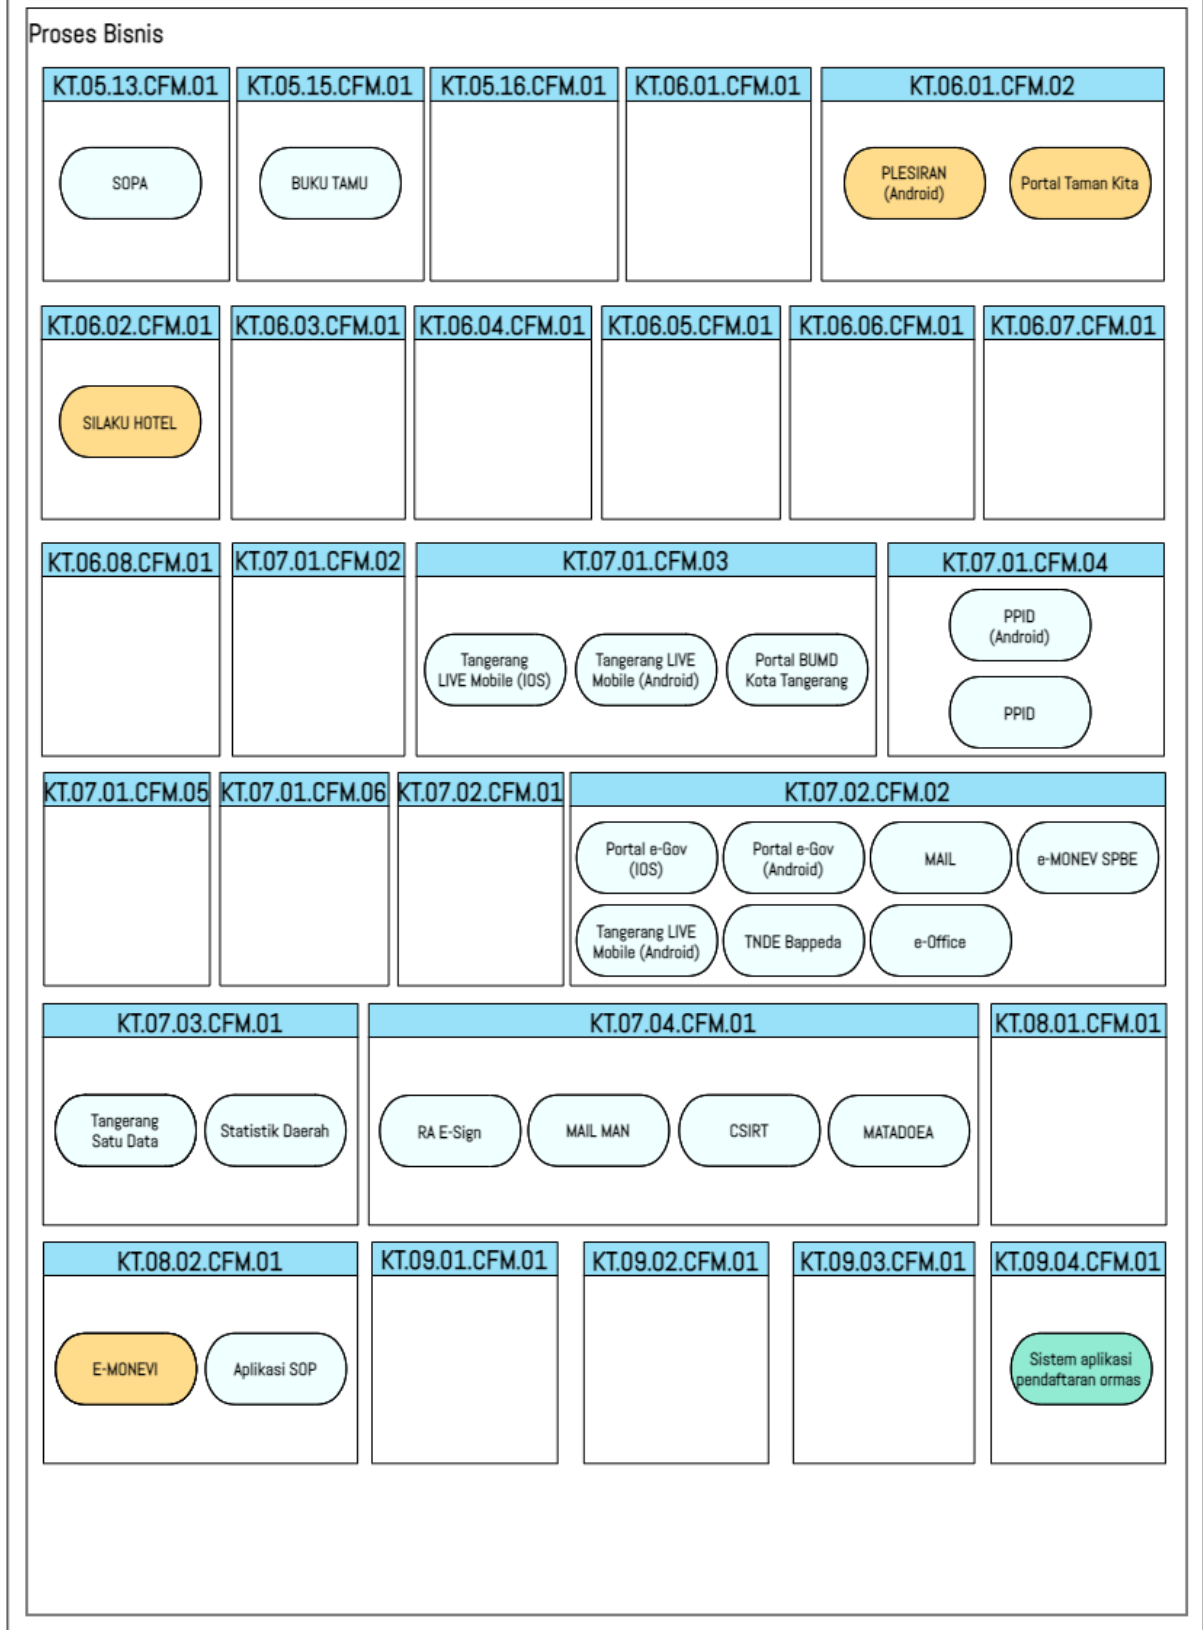 Proses Bisnis
KT.05.13.CFM.01
KT.05.15.CFM.01
KT.05.16.CFM.01
KT.06.01.CFM.01
KT.06.01.CFM.02
SOPA
BUKU TAMU
PLESIRAN
(Android)
Portal Taman Kita
KT.06.02.CFM.01
KT.06.03.CFM.01
KT.06.04.CFM.01
KT.06.05.CFM.01
KT.06.06.CFM.01
KT.06.07.CFM.01
SILAKU HOTEL
KT.06.08.CFM.01
KT.07.01.CFM.02
KT.07.01.CFM.03
KT.07.01.CFM.04
Tangerang
LIVE Mobile (IOS)
Tangerang LIVE
Mobile (Android)
Portal BUMD
Kota Tangerang
PPID
(Android)
PPID
KT.07.01.CFM.05
KT.07.01.CFM.06
KT.07.02.CFM.01
KT.07.02.CFM.02
Portal e-Gov
(IOS)
Portal e-Gov
(Android)
MAIL
e-MONEV SPBE
Tangerang LIVE
Mobile (Android)
TNDE Bappeda
e-Office
KT.07.03.CFM.01
KT.07.04.CFM.01
KT.08.01.CFM.01
Tangerang
Satu Data
Statistik Daerah
RA E-Sign
MAIL MAN
CSIRT
MATADOEA
KT.08.02.CFM.01
KT.09.01.CFM.01
KT.09.02.CFM.01
KT.09.03.CFM.01
KT.09.04.CFM.01
E-MONEVI
Aplikasi SOP
Sistem aplikasi
pendaftaran ormas